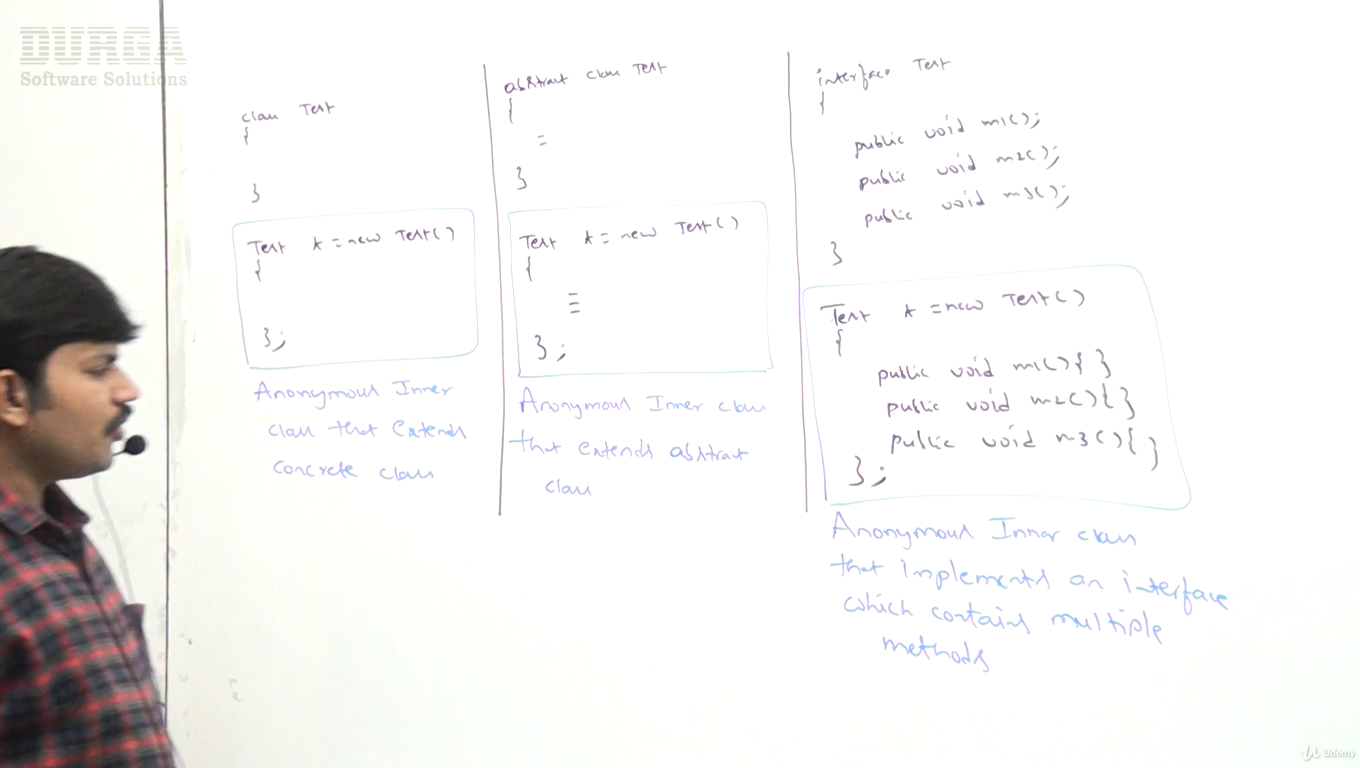 DURGA
Software Solutions
class Test
{
}
Test t = new Test()
{
};
Anonymous Inner
class that extends
concrete class
abstract class Test
{
=
}
Test t = new Test()
{
≡
};
Anonymous Inner class
that extends abstract
class
interface Test
{
public void m1();
public void m2();
public void m3();
}
Test t = new Test()
{
public void m1(){ }
public void m2(){ }
public void m3(){ }
};
Anonymous Inner class
that implements an interface
which contains multiple
methods
Udemy